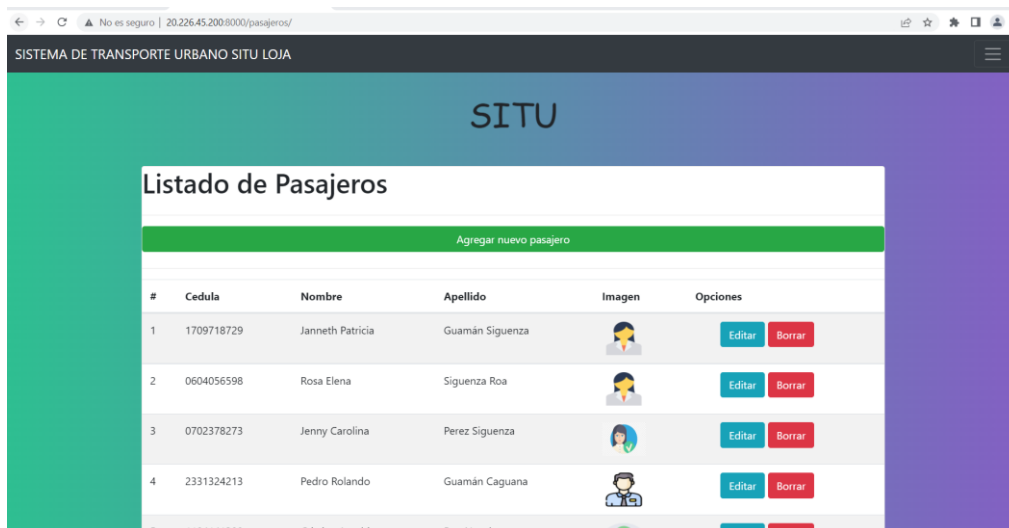 No es seguro | 20.226.45.200:8000/pasajeros/
SISTEMA DE TRANSPORTE URBANO SITU LOJA
SITU
Listado de Pasajeros
Agregar nuevo pasajero
# Cedula Nombre Apellido Imagen Opciones
1 1709718729 Janneth Patricia Guamán Siguenza Editar Borrar
2 0604056598 Rosa Elena Siguenza Roa Editar Borrar
3 0702378273 Jenny Carolina Perez Siguenza Editar Borrar
4 2331324213 Pedro Rolando Guamán Caguana Editar Borrar